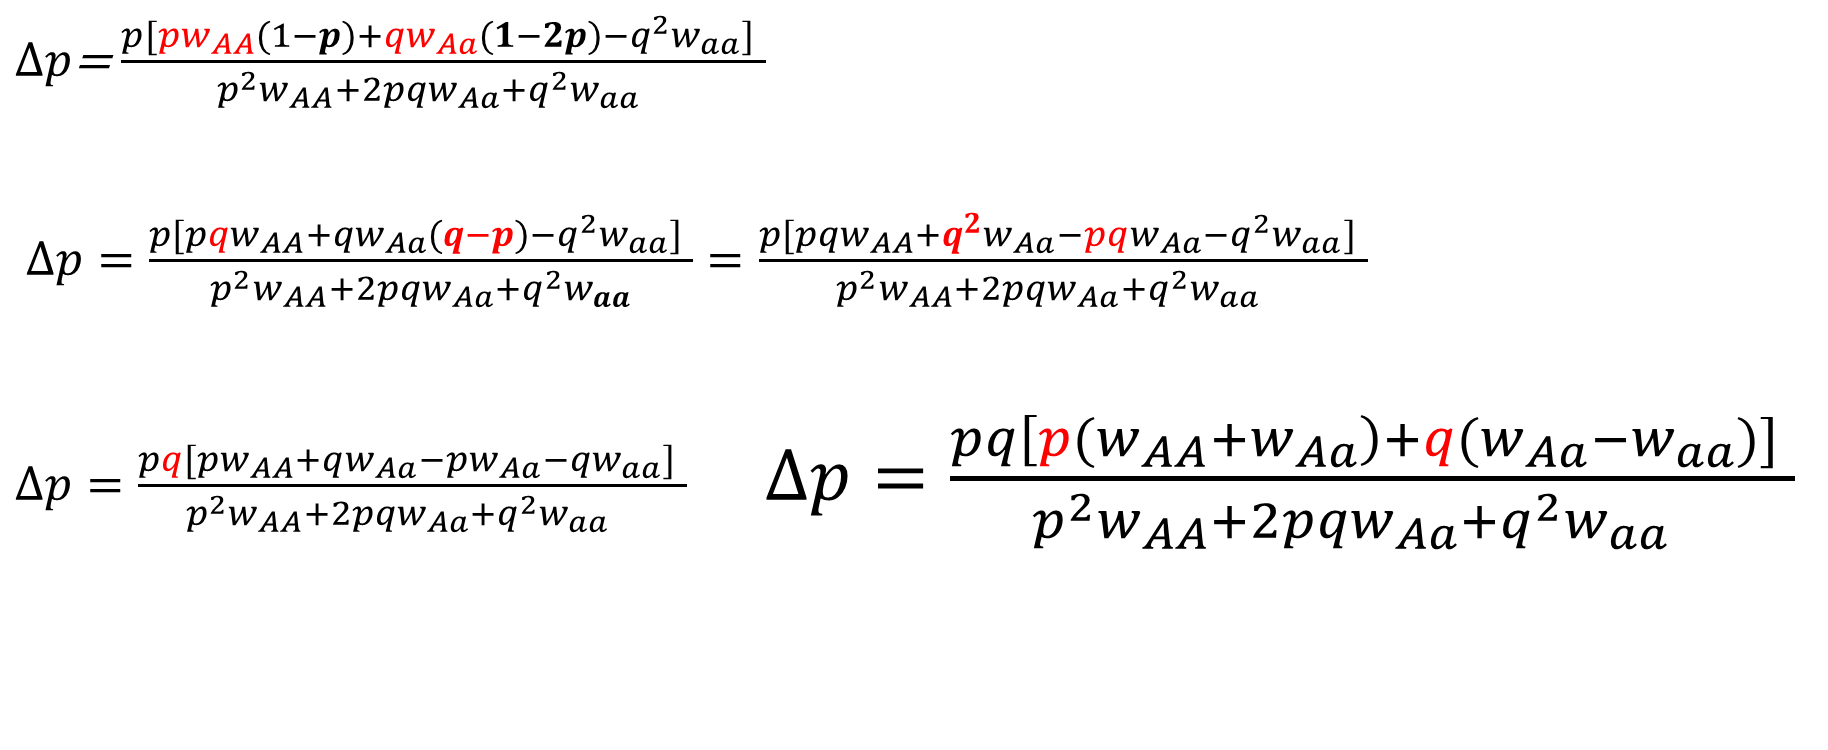 Δp=p[pw_AA(1−p)+qw_Aa(1−2p)−q²w_aa] / p²w_AA+2pqw_Aa+q²w_aa
Δp = p[pqw_AA+qw_Aa(q−p)−q²w_aa] / p²w_AA+2pqw_Aa+q²w_aa = p[pqw_AA+q²w_Aa−pqw_Aa−q²w_aa] / p²w_AA+2pqw_Aa+q²w_aa
Δp = pq[pw_AA+qw_Aa−pw_Aa−qw_aa] / p²w_AA+2pqw_Aa+q²w_aa
Δp = pq[p(w_AA+w_Aa)+q(w_Aa−w_aa)] / p²w_AA+2pqw_Aa+q²w_aa